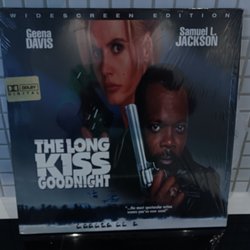 WIDESCREEN EDITION
Geena
DAVIS
Samuel L.
JACKSON
DOLBY
DIGITAL
THE LONG
KISS
GOODNIGHT